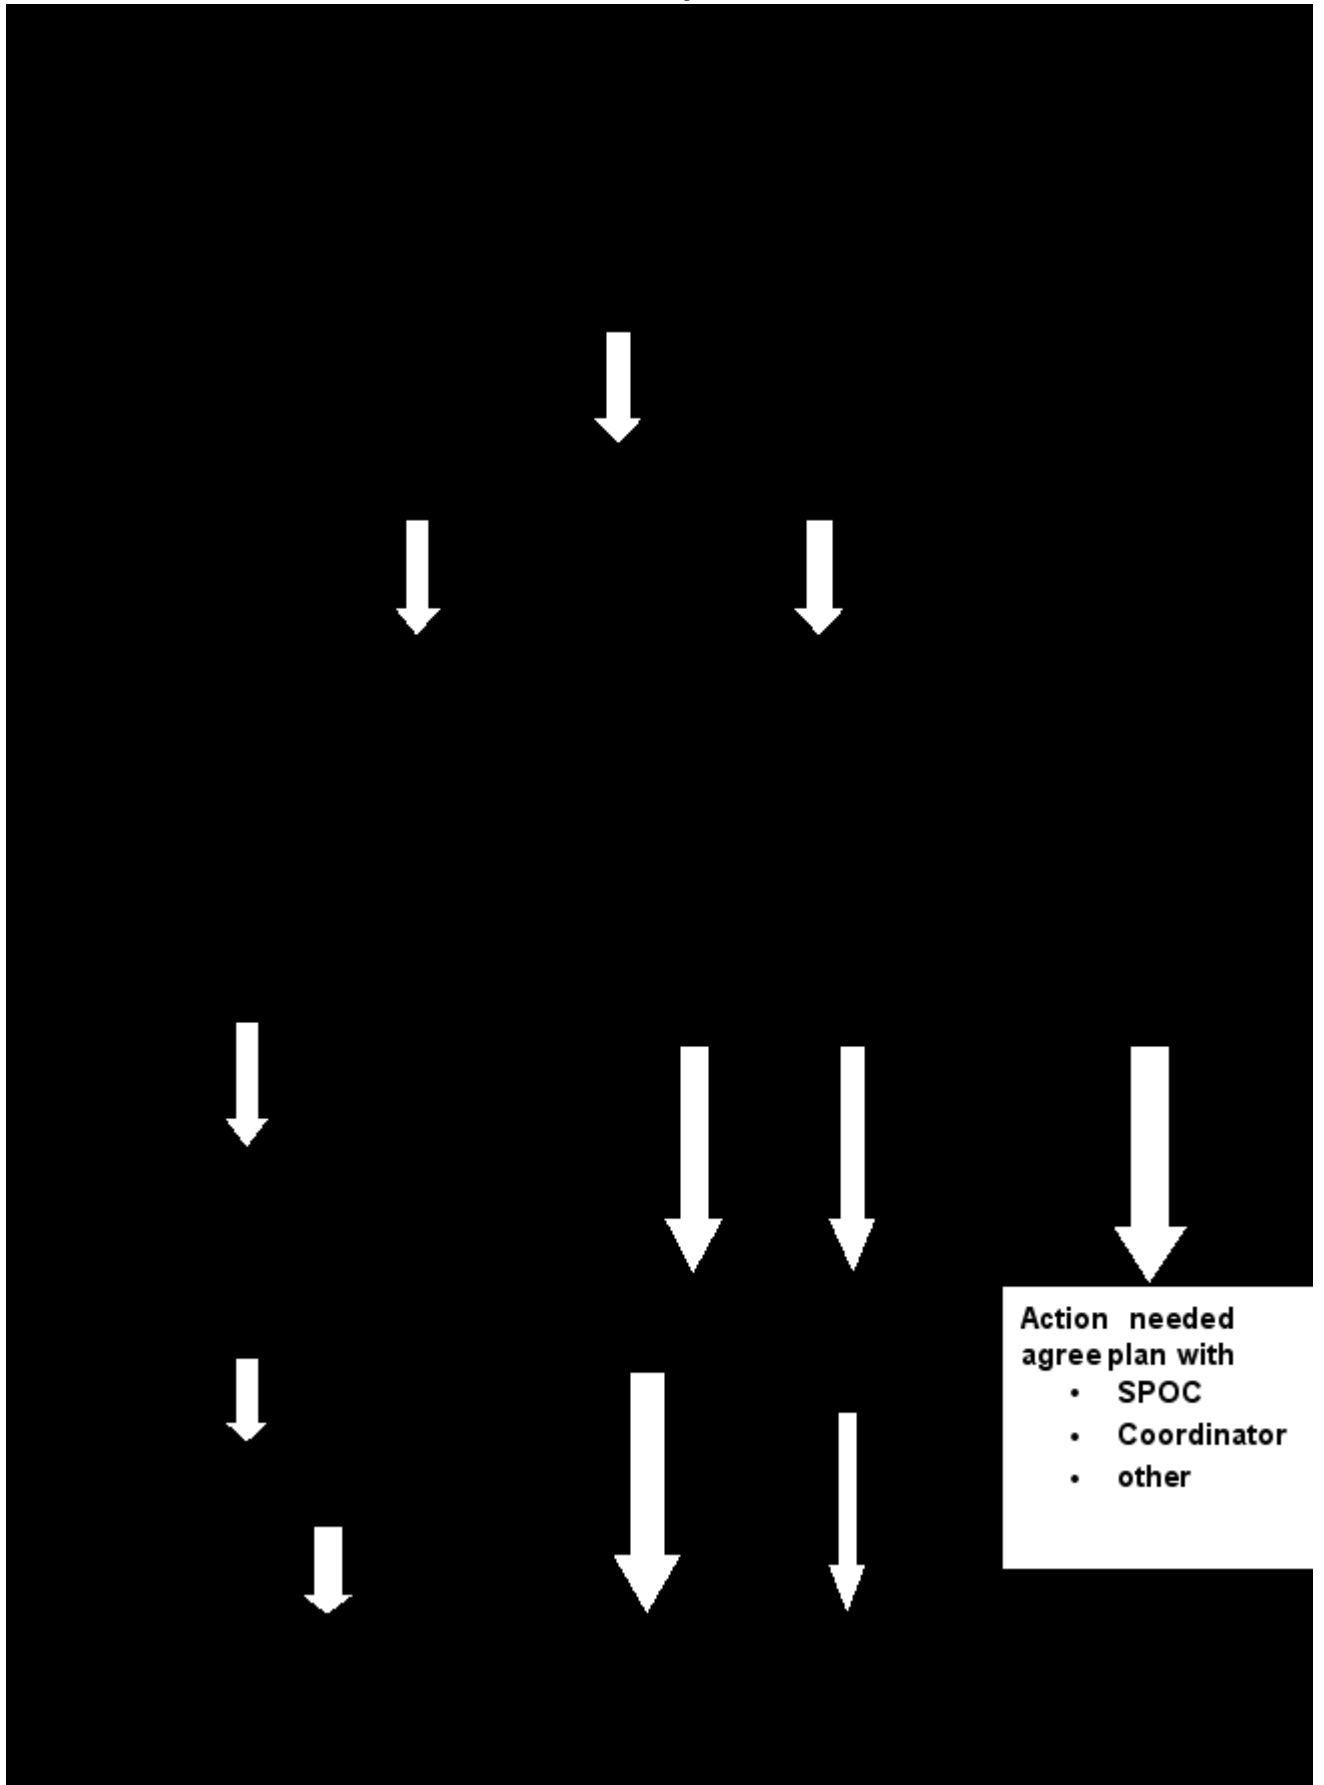 Action needed
agree plan with
• SPOC
• Coordinator
• other